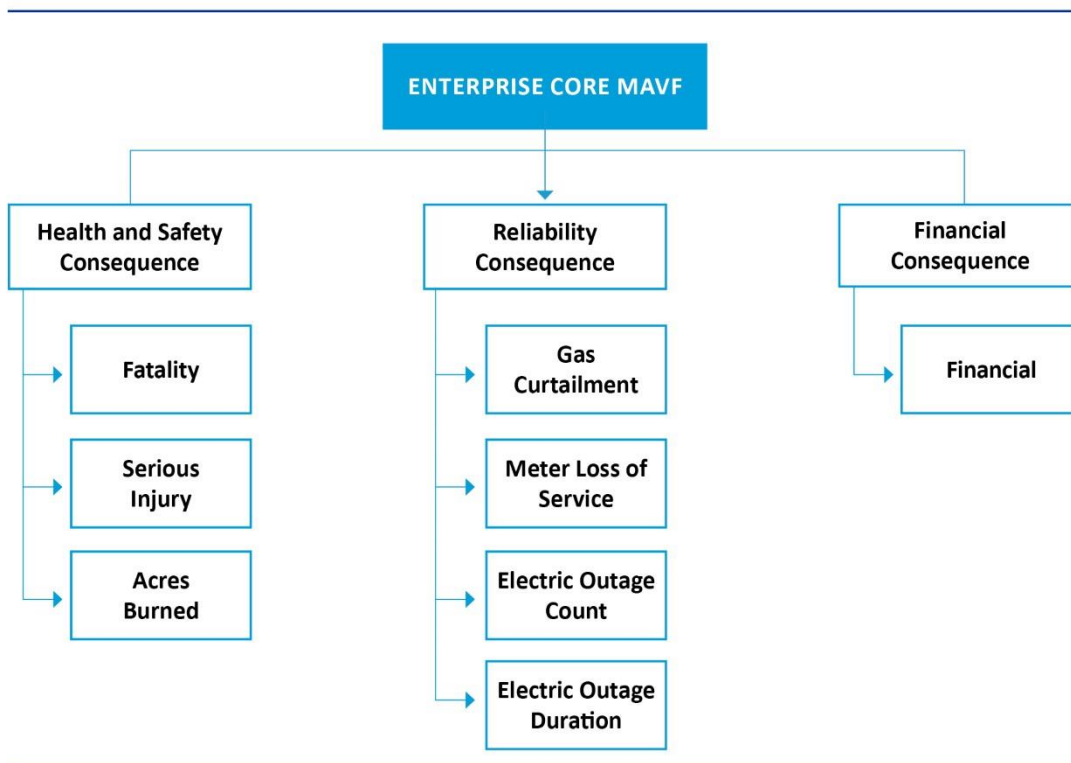 ENTERPRISE CORE MAVF
Health and Safety
Consequence
Fatality
Serious
Injury
Acres
Burned
Reliability
Consequence
Gas
Curtailment
Meter Loss of
Service
Electric Outage
Count
Electric Outage
Duration
Financial
Consequence
Financial